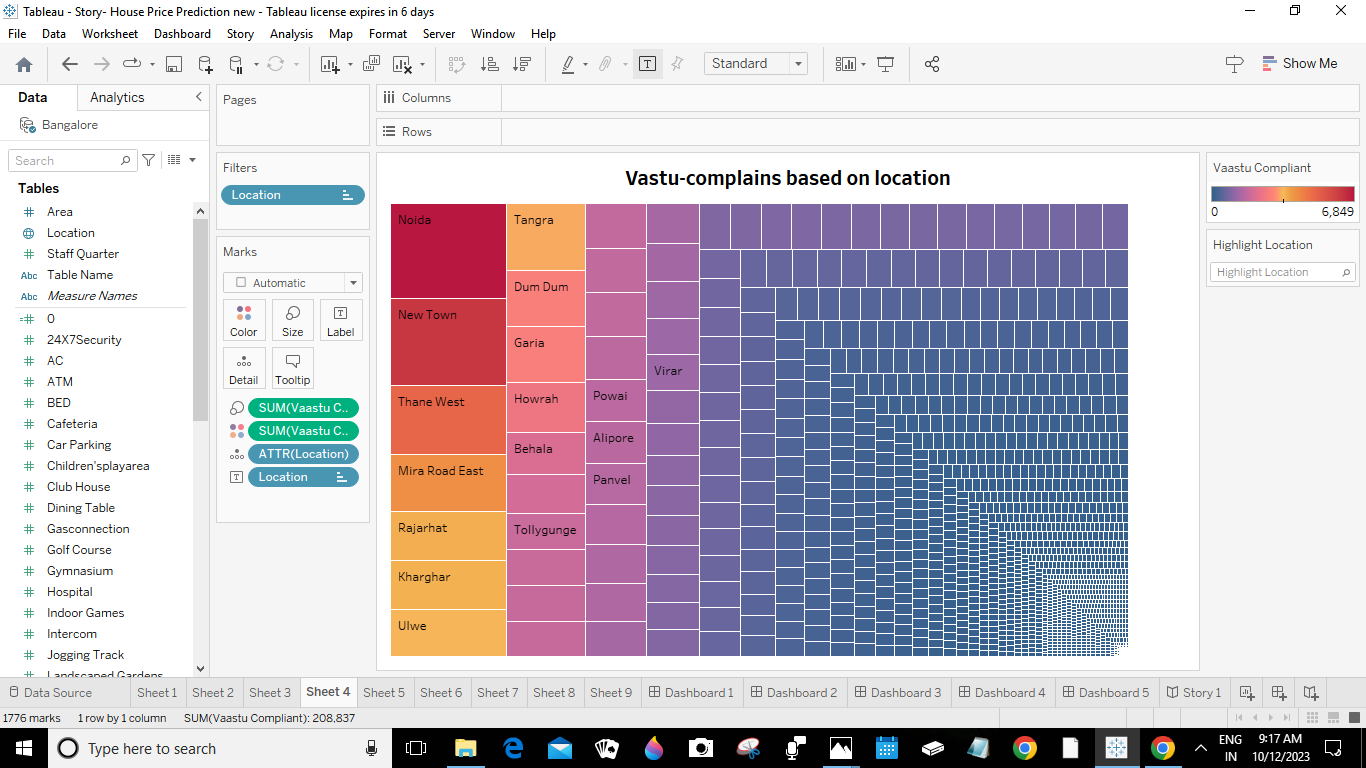 Tableau - Story- House Price Prediction new - Tableau license expires in 6 days
File Data Worksheet Dashboard Story Analysis Map Format Server Window Help
Standard
Show Me
Data Analytics
Bangalore
Search
Tables
Area
Location
Staff Quarter
Abc Table Name
Abc Measure Names
0
24X7Security
AC
ATM
BED
Cafeteria
Car Parking
Children'splayarea
Club House
Dining Table
Gasconnection
Golf Course
Gymnasium
Hospital
Indoor Games
Intercom
Jogging Track
Landscaped Gardens
Pages
Filters
Location
Marks
Automatic
Color Size Label
Detail Tooltip
SUM(Vaastu C..
SUM(Vaastu C..
ATTR(Location)
Location
Columns
Rows
Vastu-complains based on location
Noida
New Town
Thane West
Mira Road East
Rajarhat
Kharghar
Ulwe
Tangra
Dum Dum
Garia
Howrah
Behala
Tollygunge
Powai
Alipore
Panvel
Virar
Vaastu Compliant
0 6,849
Highlight Location
Highlight Location
Data Source Sheet 1 Sheet 2 Sheet 3 Sheet 4 Sheet 5 Sheet 6 Sheet 7 Sheet 8 Sheet 9 Dashboard 1 Dashboard 2 Dashboard 3 Dashboard 4 Dashboard 5 Story 1
1776 marks 1 row by 1 column SUM(Vaastu Compliant): 208,837
Type here to search
ENG
IN
9:17 AM
10/12/2023